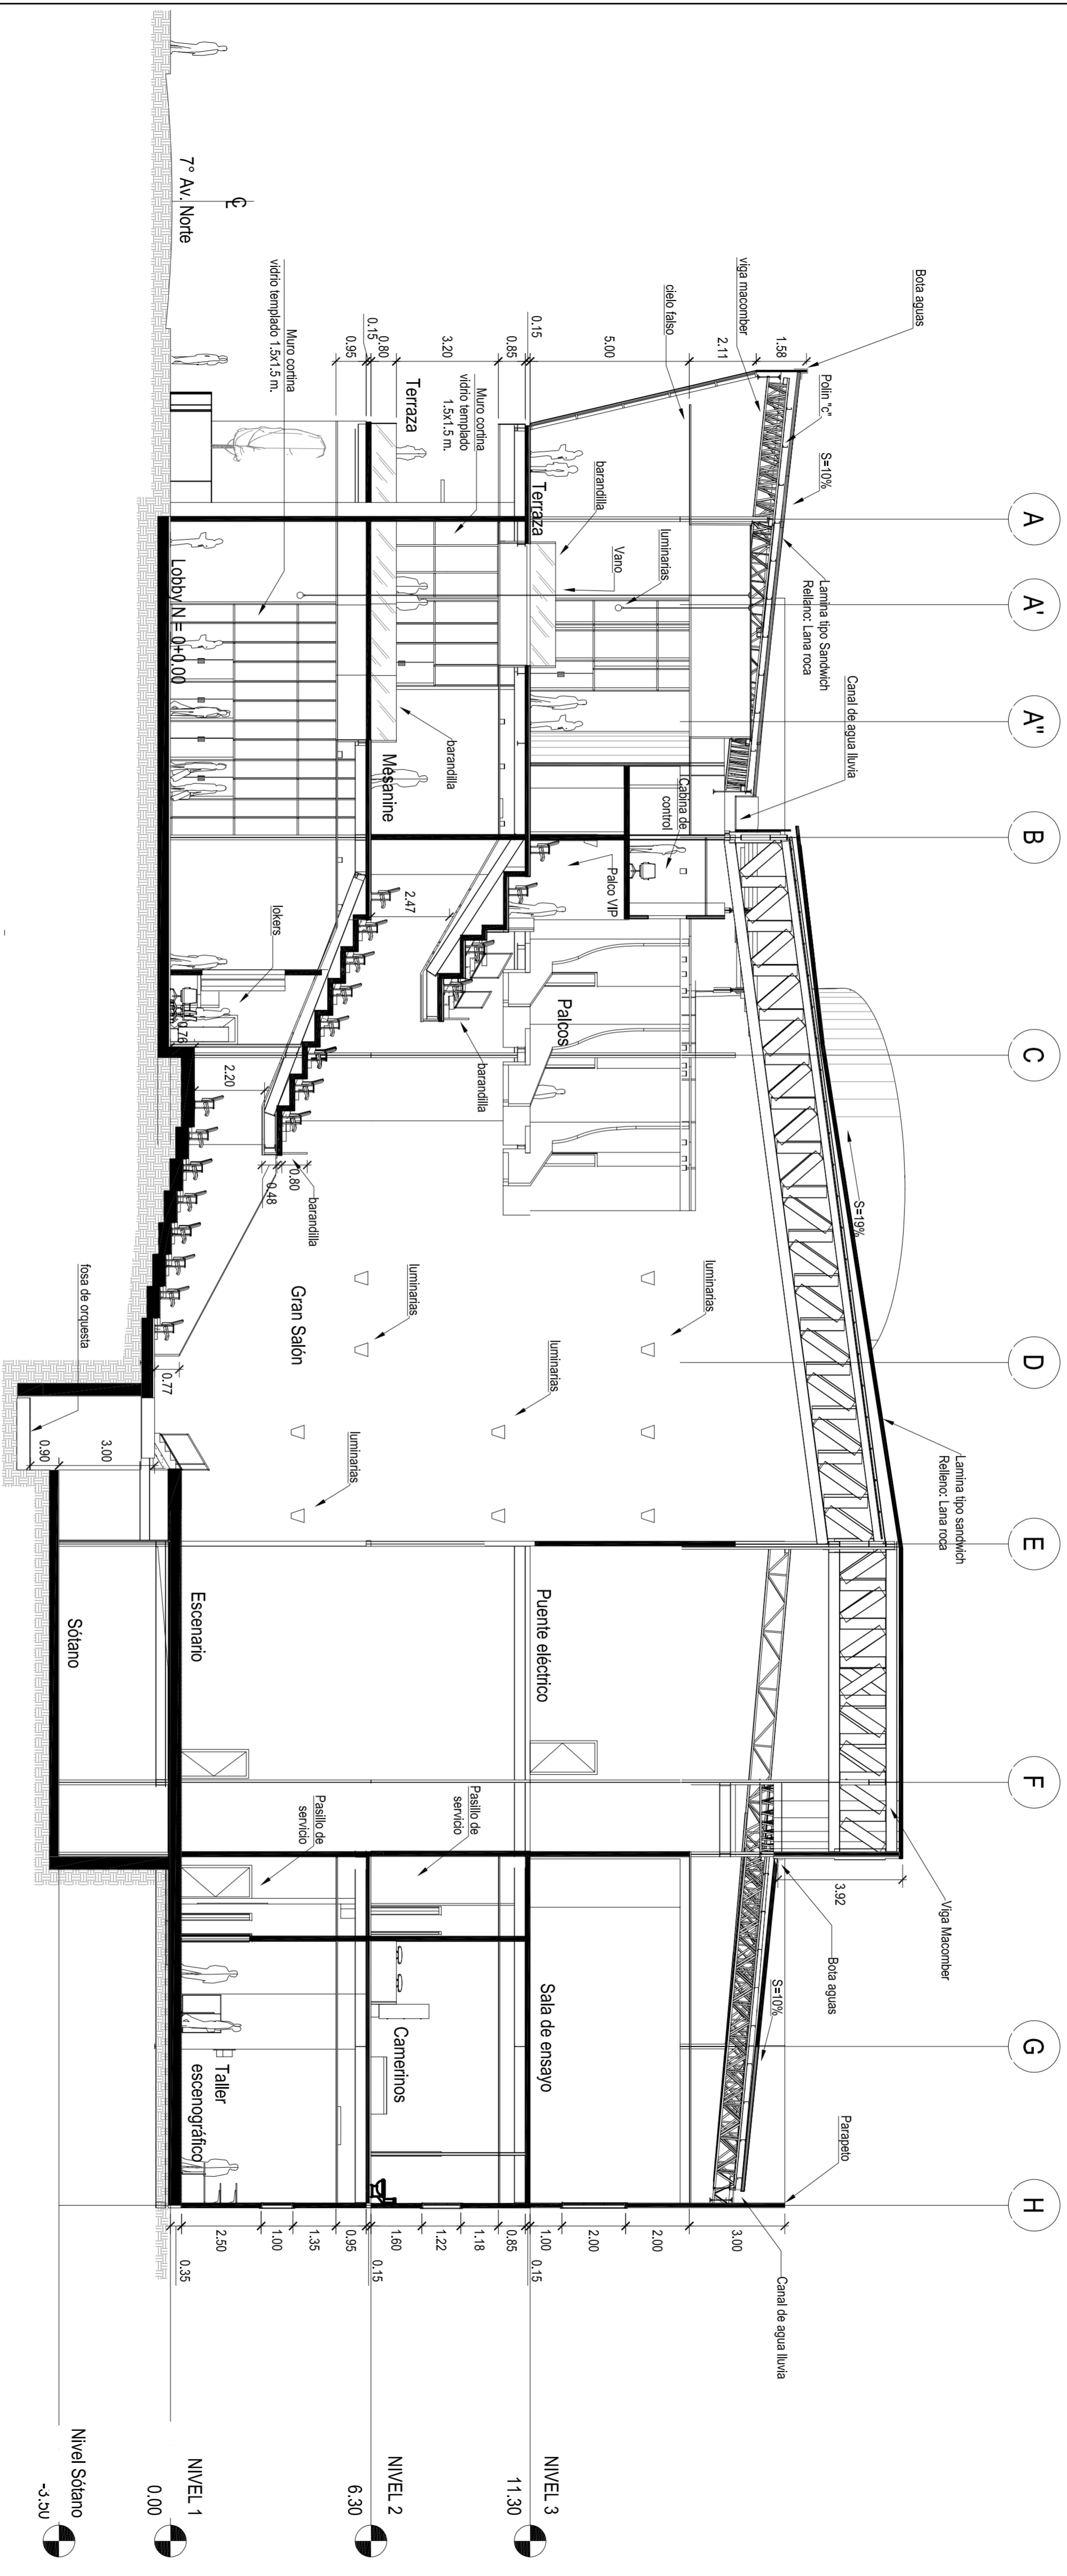 A
A'
A"
B
C
D
E
F
G
H
Bota aguas
1.58
2.11
5.00
0.15
0.85
3.20
0.80
0.15
0.95
Polin "c"
S=10%
viga macomber
cielo falso
Lamina tipo Sandwich
Rellano: Lana roca
Canal de agua lluvia
luminarias
Vano
barandilla
Terraza
Muro cortina
vidrio templado
1.5x1.5 m.
Terraza
Muro cortina
vidrio templado 1.5x1.5 m.
℄
7° Av. Norte
Lobby N = 0+0.00
barandilla
Mesanine
Cabina de
control
Palco VIP
2.47
lokers
0.76
2.20
Palcos
barandilla
0.80
0.48
barandilla
S=19%
luminarias
luminarias
luminarias
luminarias
Gran Salón
0.77
fosa de orquesta
3.00
0.90
Lamina tipo sandwich
Relleno: Lana roca
Puente eléctrico
Escenario
Sótano
Viga Macomber
3.92
Bota aguas
S=10%
Parapeto
Canal de agua lluvia
Pasillo de
servicio
Pasillo de
servicio
Sala de ensayo
Camerinos
Taller
escenográfico
3.00
2.00
2.00
1.00
0.15
0.85
1.18
1.22
1.60
0.15
0.95
1.35
1.00
2.50
0.35
NIVEL 3
11.30
NIVEL 2
6.30
NIVEL 1
0.00
Nivel Sótano
-3.50